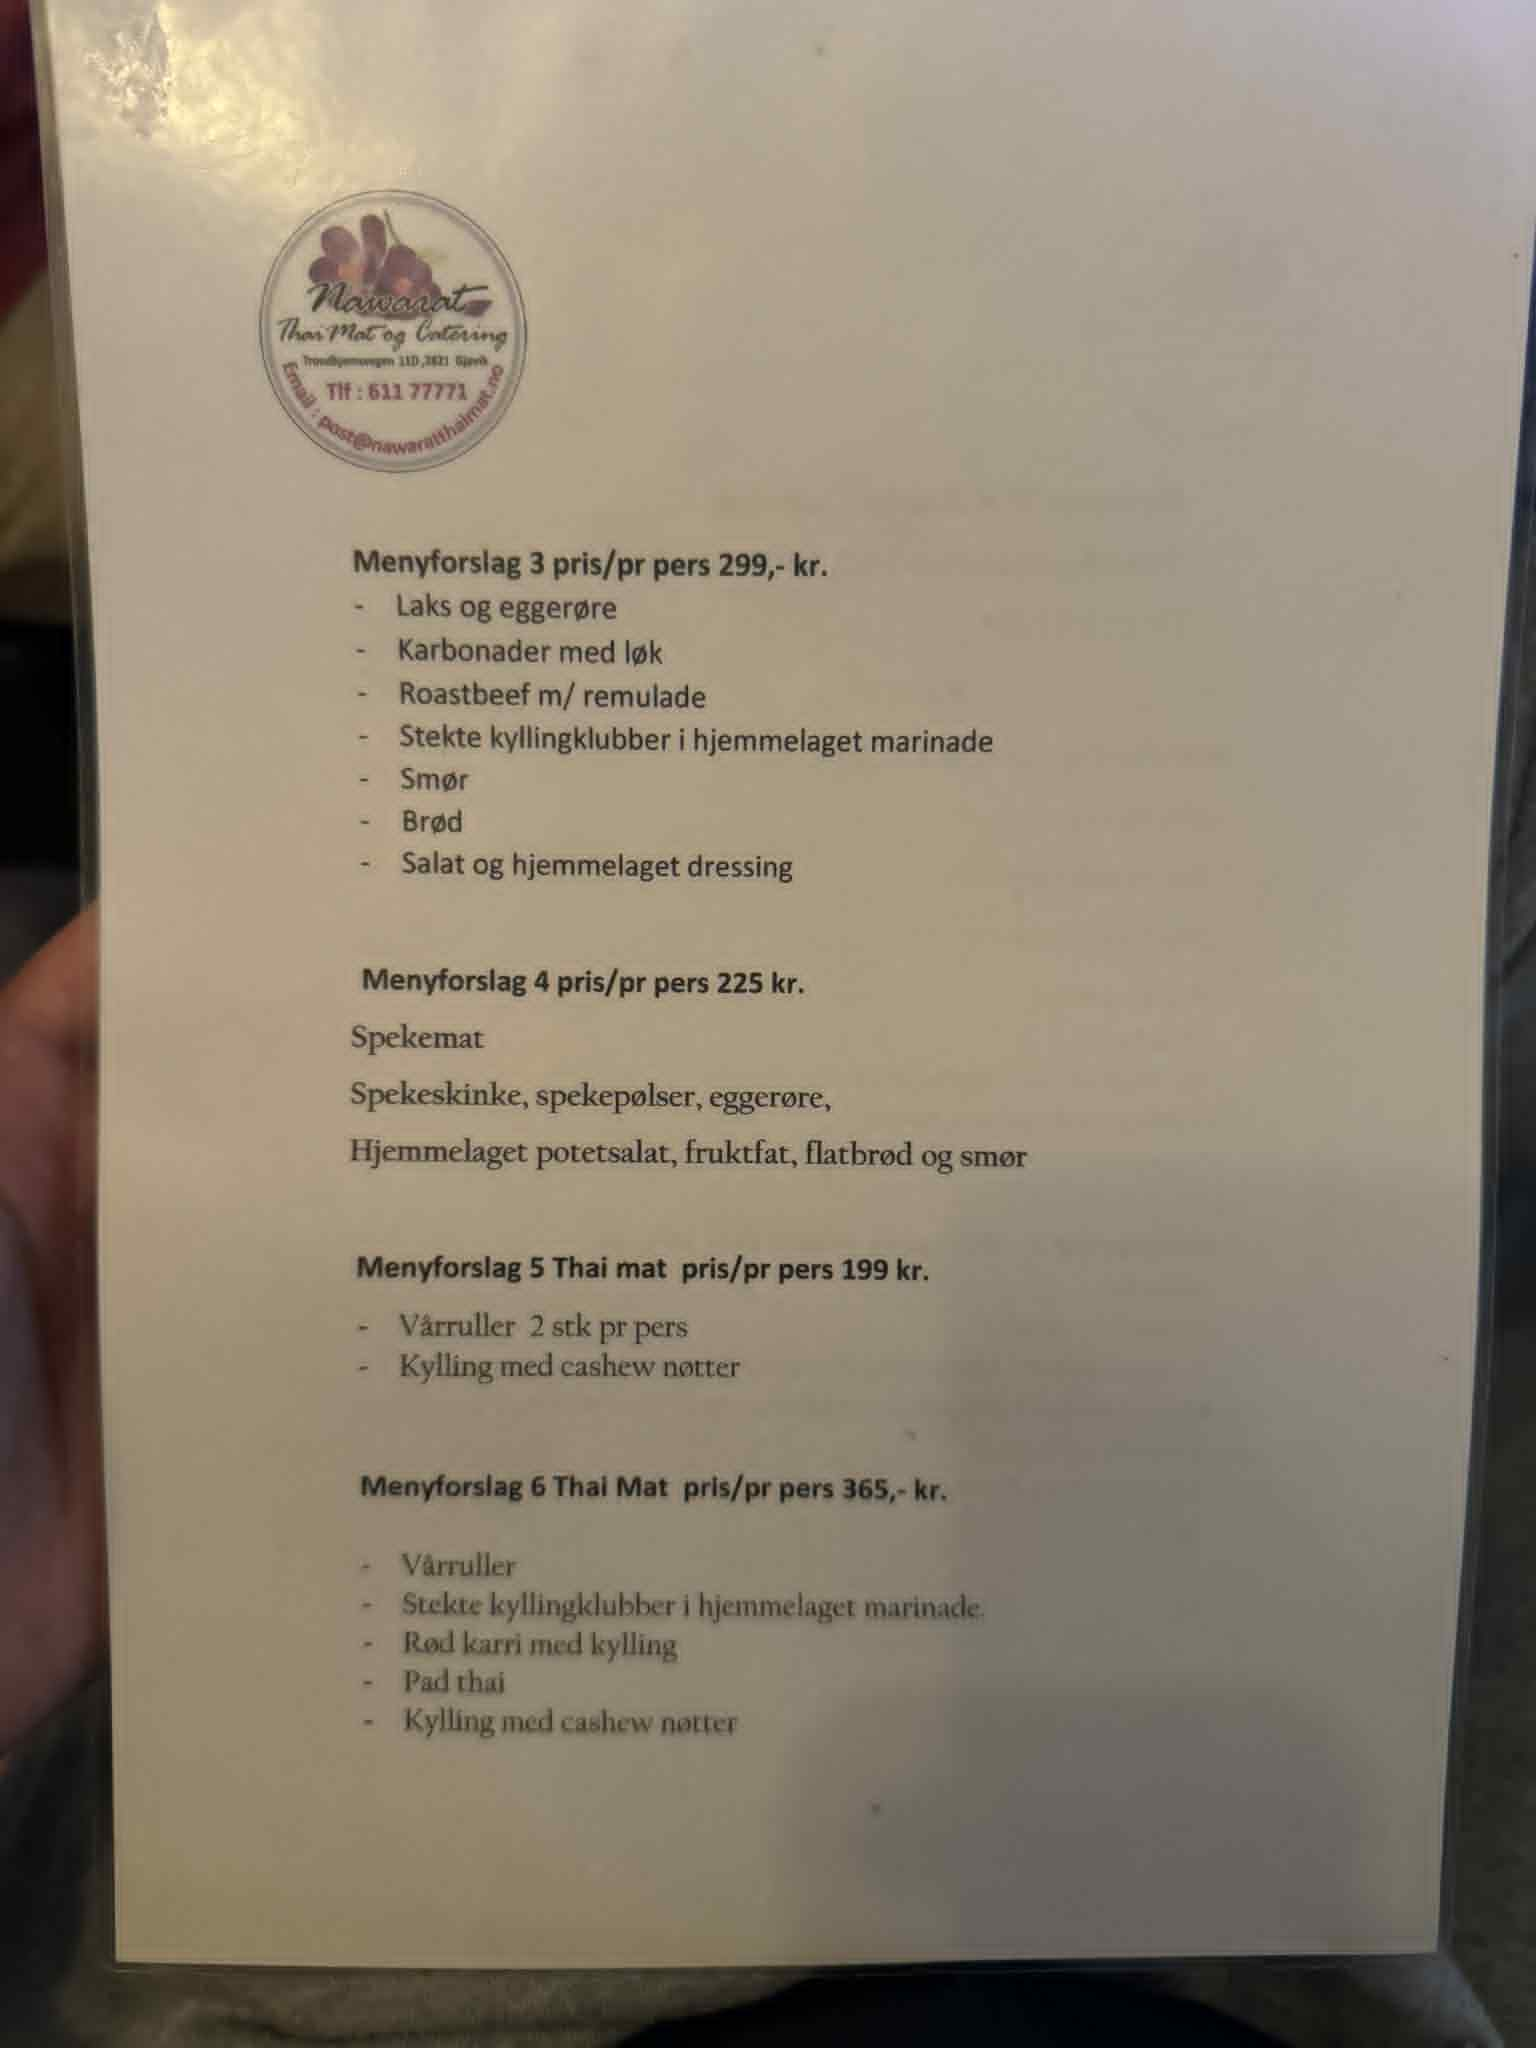 Nawarat
Thai Mat og Catering
Trondhjemsvegen 11D, 2821 Gjøvik
Tlf : 611 77771
Email : post@nawaratthaimat.no
Menyforslag 3 pris/pr pers 299,- kr.
- Laks og eggerøre
- Karbonader med løk
- Roastbeef m/ remulade
- Stekte kyllingklubber i hjemmelaget marinade
- Smør
- Brød
- Salat og hjemmelaget dressing
Menyforslag 4 pris/pr pers 225 kr.
Spekemat
Spekeskinke, spekepølser, eggerøre,
Hjemmelaget potetsalat, fruktfat, flatbrød og smør
Menyforslag 5 Thai mat pris/pr pers 199 kr.
- Vårruller 2 stk pr pers
- Kylling med cashew nøtter
Menyforslag 6 Thai Mat pris/pr pers 365,- kr.
- Vårruller
- Stekte kyllingklubber i hjemmelaget marinade.
- Rød karri med kylling
- Pad thai
- Kylling med cashew nøtter